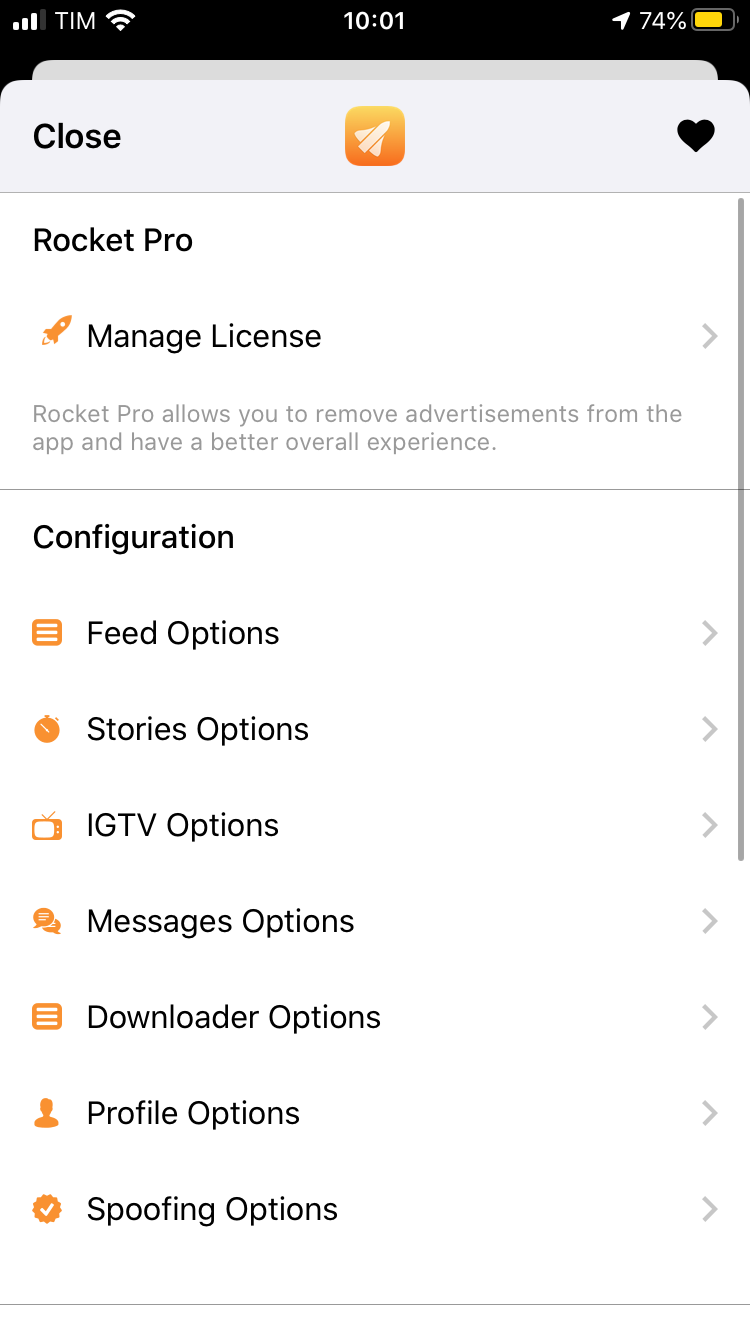 TIM 10:01 74%
Close
Rocket Pro
Manage License
Rocket Pro allows you to remove advertisements from the
app and have a better overall experience.
Configuration
Feed Options
Stories Options
IGTV Options
Messages Options
Downloader Options
Profile Options
Spoofing Options